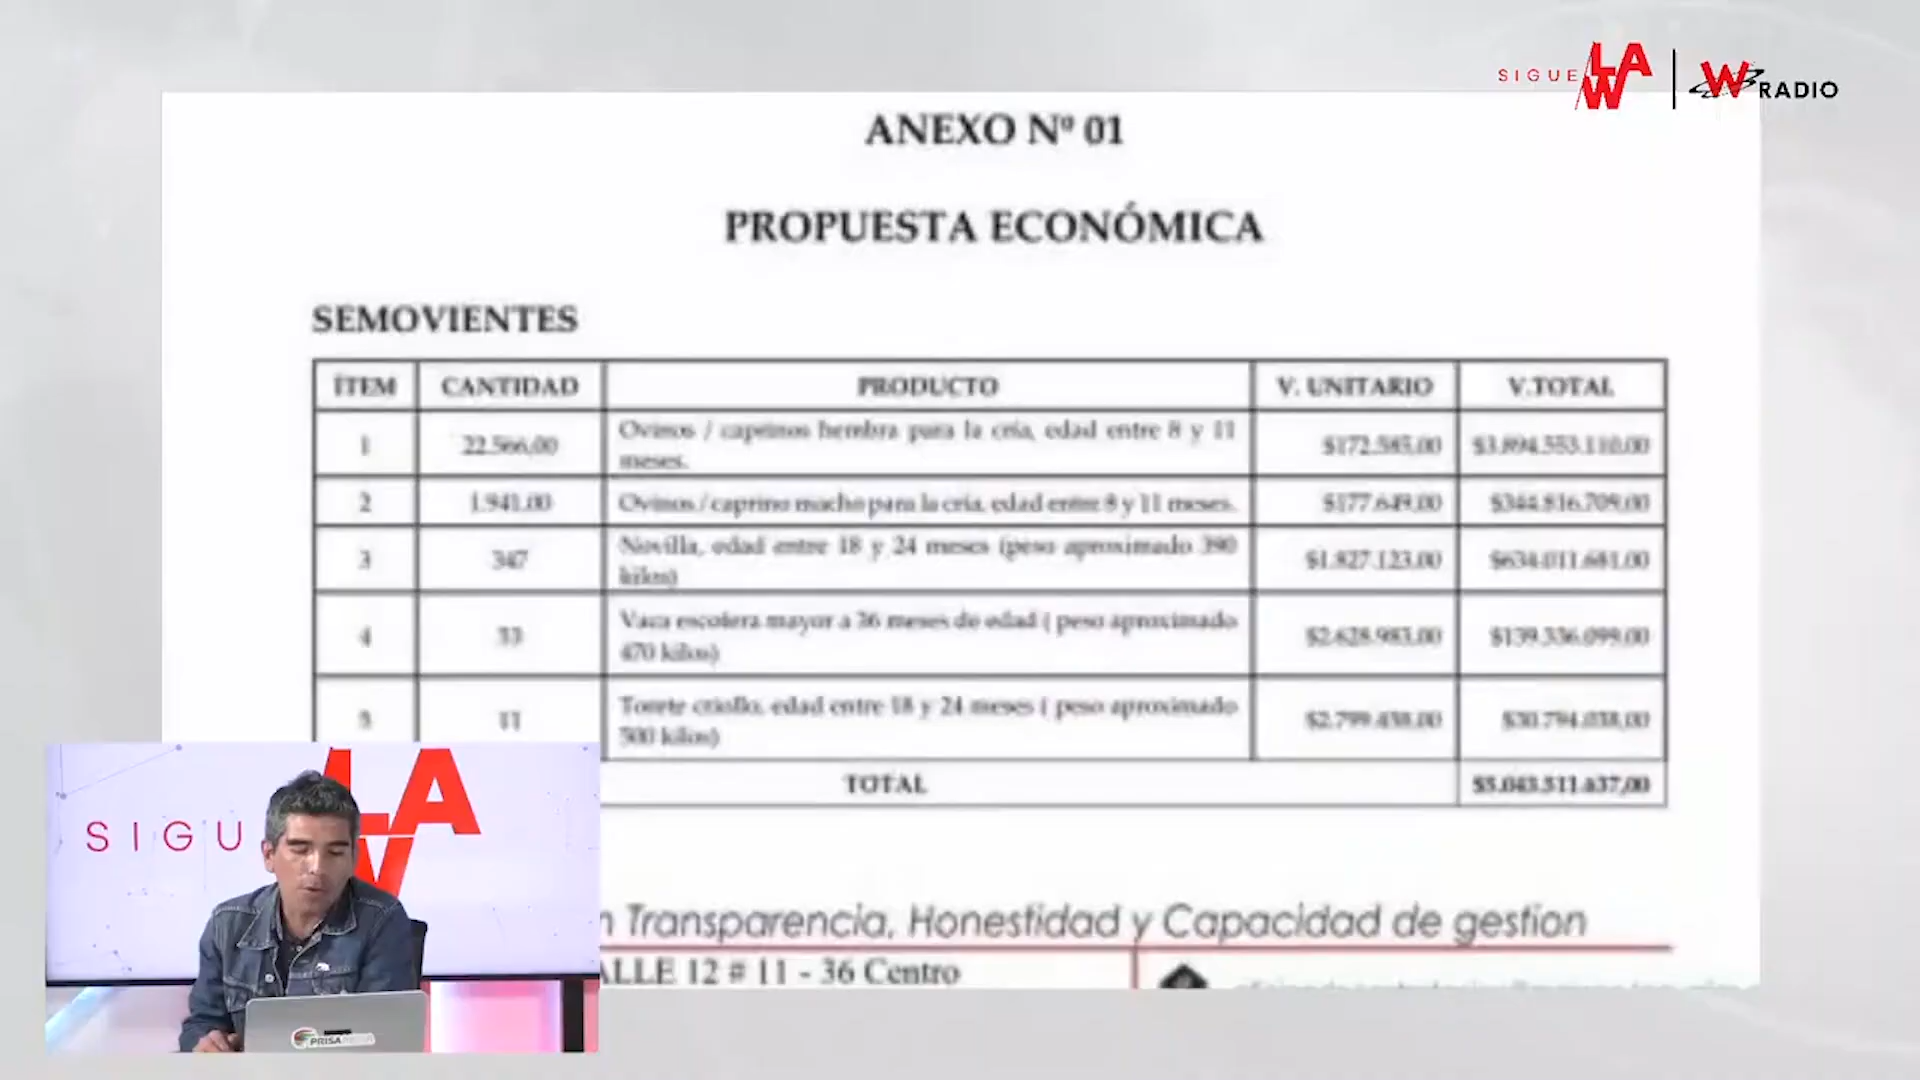 SIGUE LA W | W RADIO
ANEXO Nº 01
PROPUESTA ECONÓMICA
SEMOVIENTES
ÍTEM CANTIDAD PRODUCTO V. UNITARIO V.TOTAL
1 22.566,00 Ovinos / caprinos hembra para la cría, edad entre 8 y 11 $172.585,00 $3.894.553.110,00
meses.
2 1.941,00 Ovinos / caprino macho para la cría, edad entre 8 y 11 meses. $177.649,00 $344.816.709,00
3 347 Novilla, edad entre 18 y 24 meses (peso aproximado 390 $1.827.123,00 $634.011.681,00
kilos)
4 53 Vaca escotera mayor a 36 meses de edad ( peso aproximado $2.628.983,00 $139.336.099,00
470 kilos)
5 11 Torete criollo, edad entre 18 y 24 meses ( peso aproximado $2.799.458,00 $30.794.038,00
500 kilos)
TOTAL $5.043.511.637,00
n Transparencia, Honestidad y Capacidad de gestion
ALLE 12 # 11 - 36 Centro
SIGU LA
PRISA